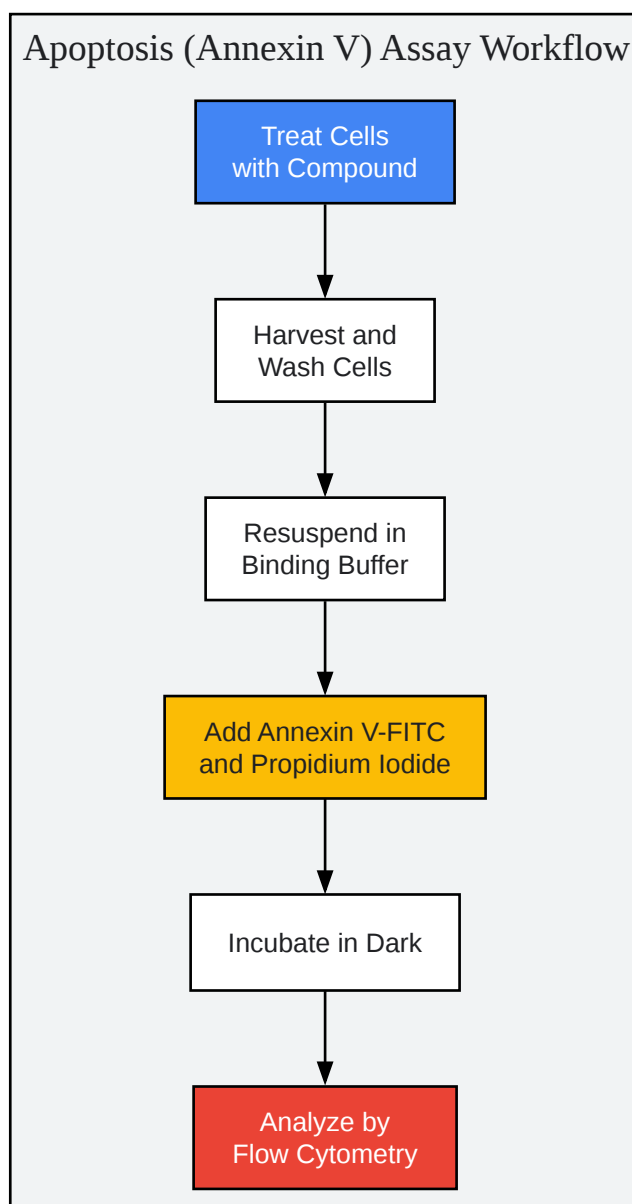 Apoptosis (Annexin V) Assay Workflow
Treat Cells
with Compound
Harvest and
Wash Cells
Resuspend in
Binding Buffer
Add Annexin V-FITC
and Propidium Iodide
Incubate in Dark
Analyze by
Flow Cytometry